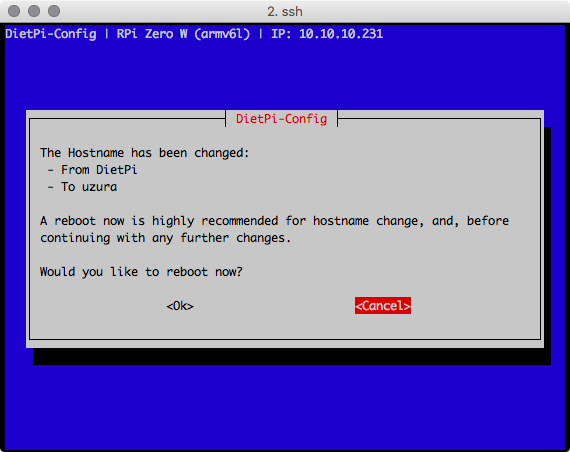 2. ssh
DietPi-Config | RPi Zero W (armv6l) | IP: 10.10.10.231
DietPi-Config
The Hostname has been changed:
- From DietPi
- To uzura
A reboot now is highly recommended for hostname change, and, before
continuing with any further changes.
Would you like to reboot now?
<Ok> <Cancel>